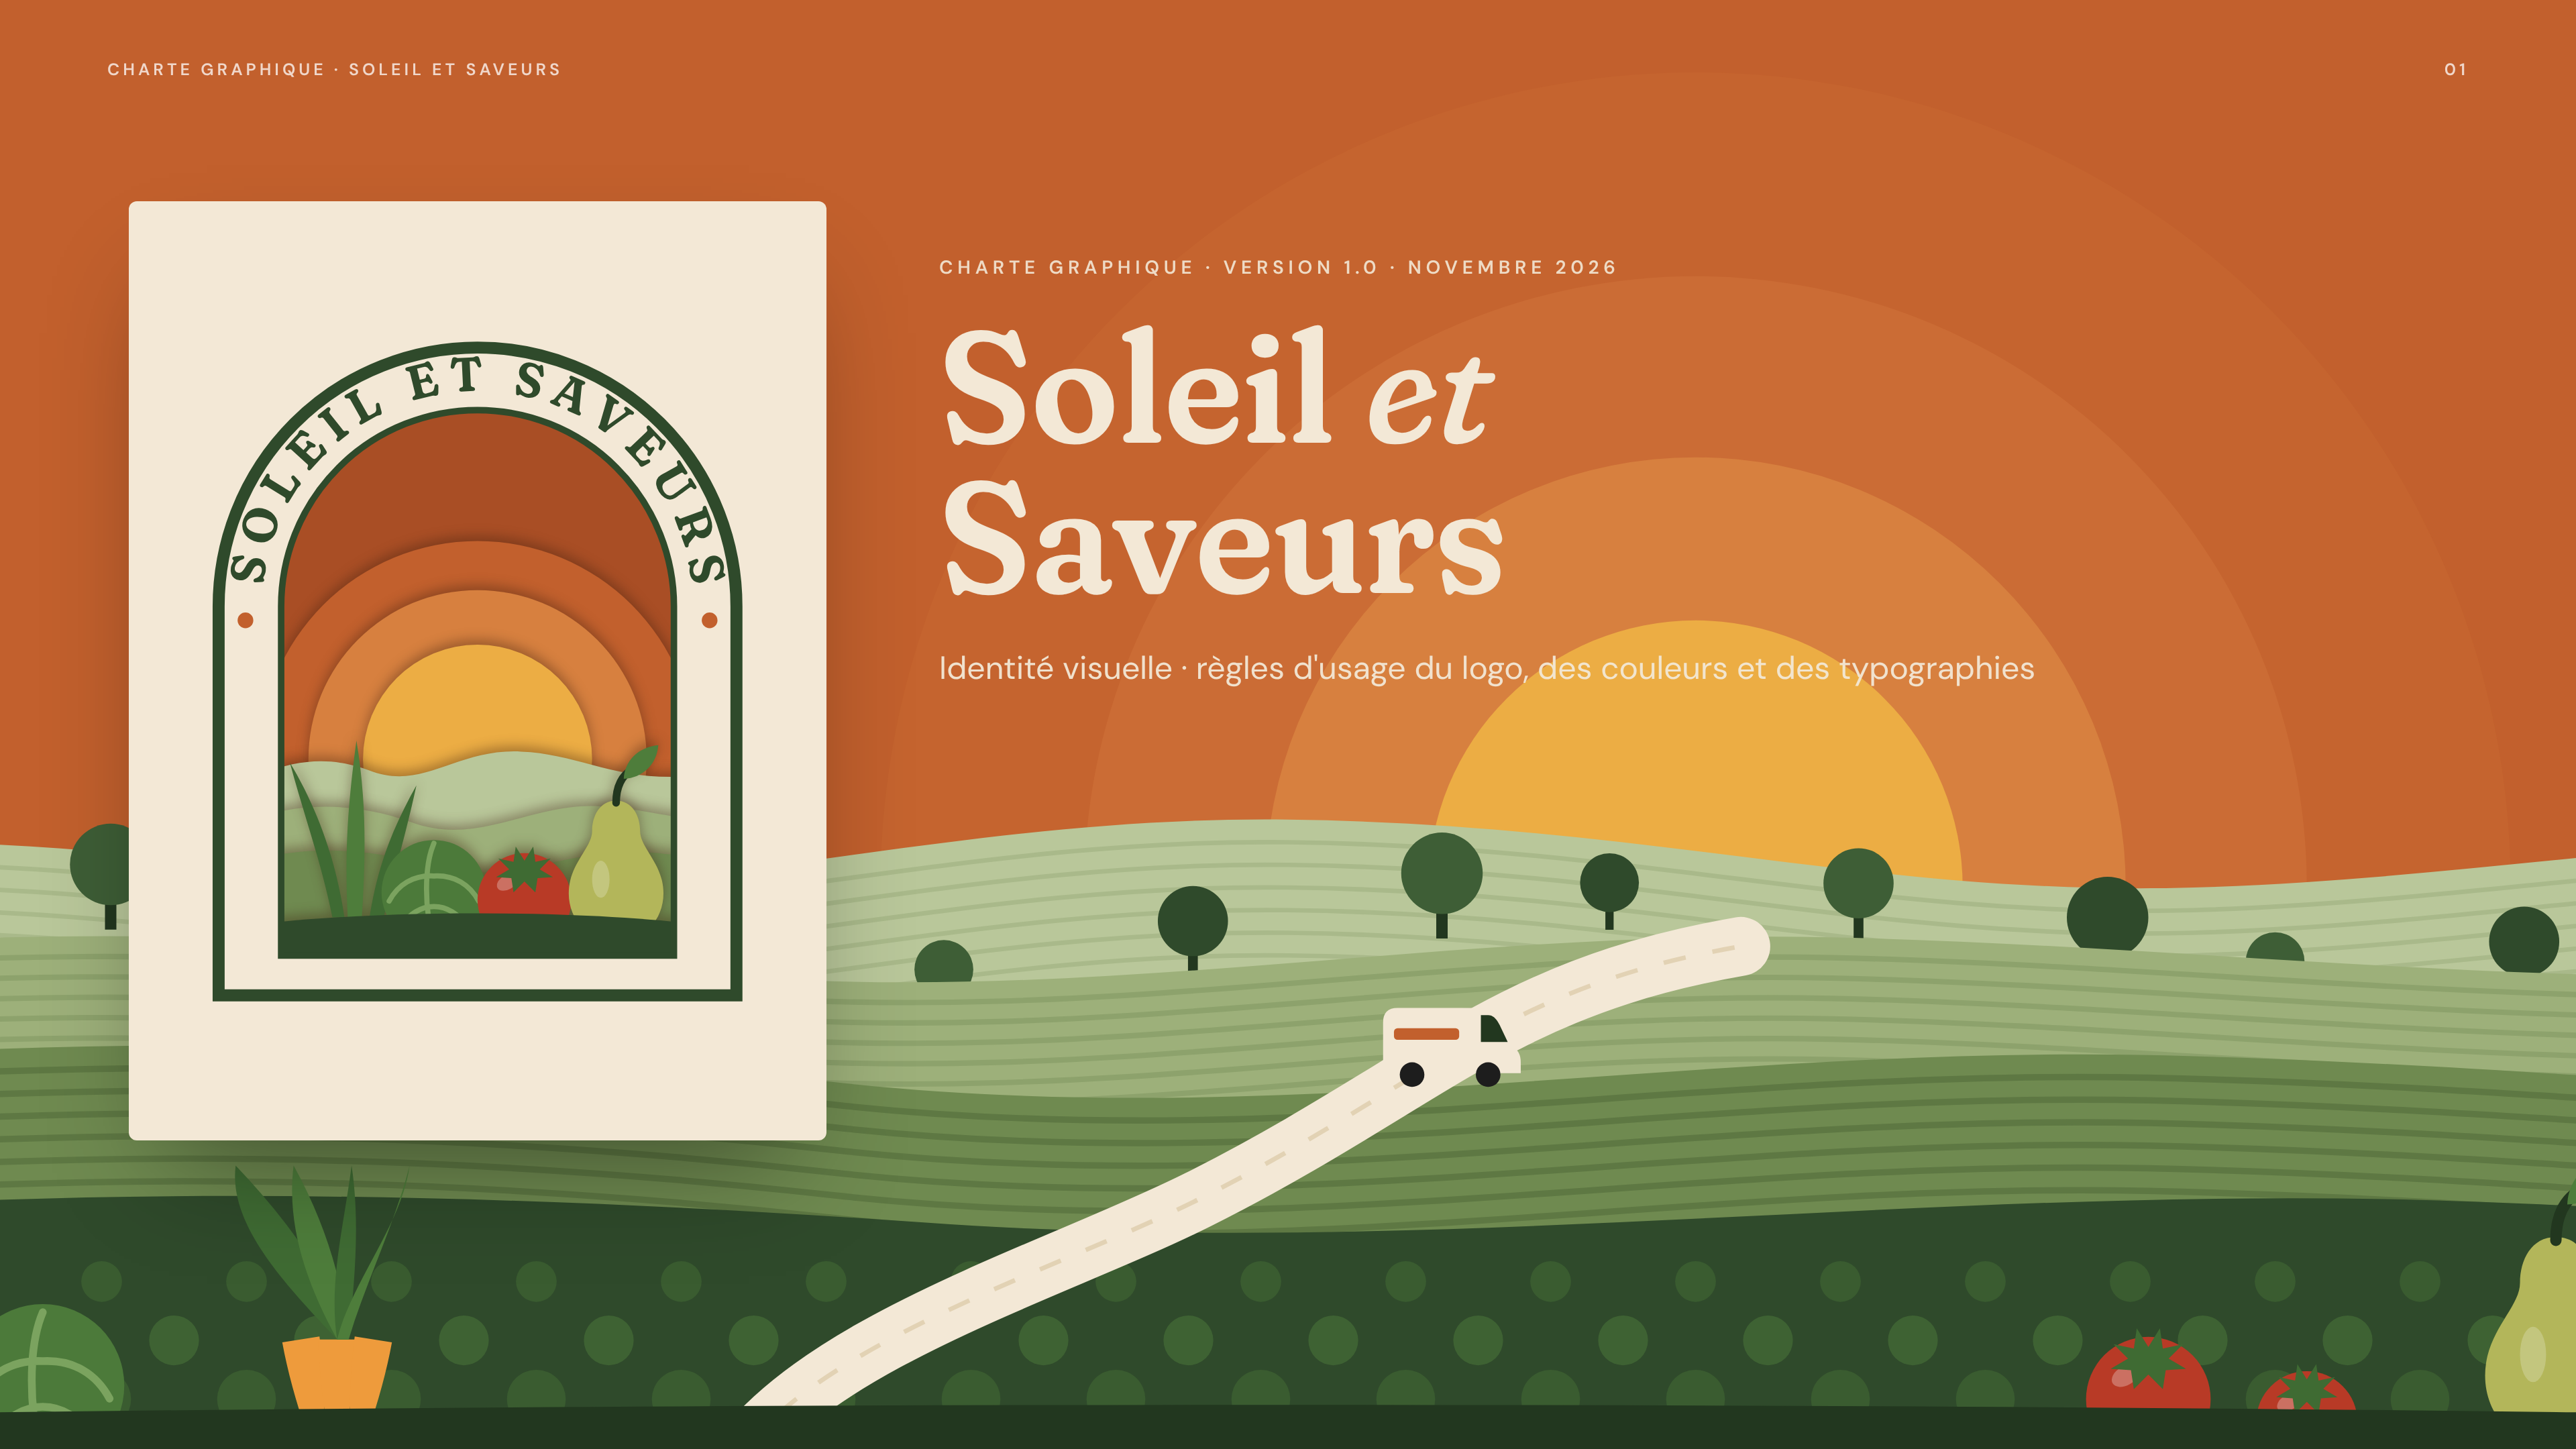 CHARTE GRAPHIQUE · SOLEIL ET SAVEURS
01
SOLEIL ET SAVEURS
CHARTE GRAPHIQUE · VERSION 1.0 · NOVEMBRE 2026
Soleil et
Saveurs
Identité visuelle · règles d'usage du logo, des couleurs et des typographies